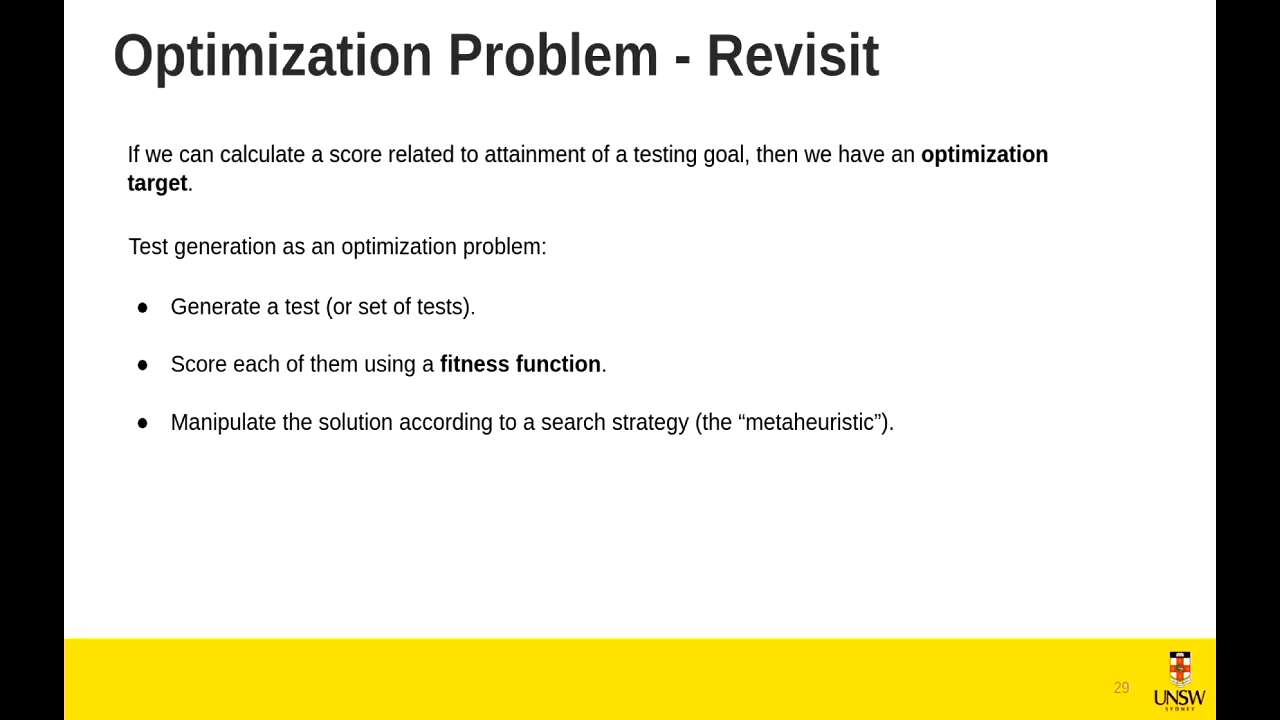 Optimization Problem - Revisit
If we can calculate a score related to attainment of a testing goal, then we have an optimization
target.
Test generation as an optimization problem:
● Generate a test (or set of tests).
● Score each of them using a fitness function.
● Manipulate the solution according to a search strategy (the “metaheuristic”).
29
UNSW
SYDNEY